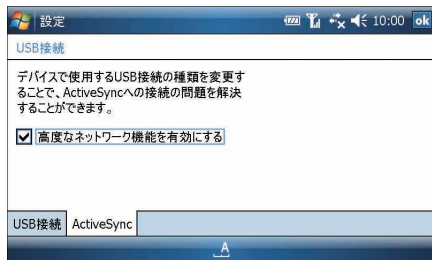 設定 10:00 ok
USB接続
デバイスで使用するUSB接続の種類を変更す
ることで、ActiveSyncへの接続の問題を解決
することができます。
高度なネットワーク機能を有効にする
USB接続 ActiveSync
A